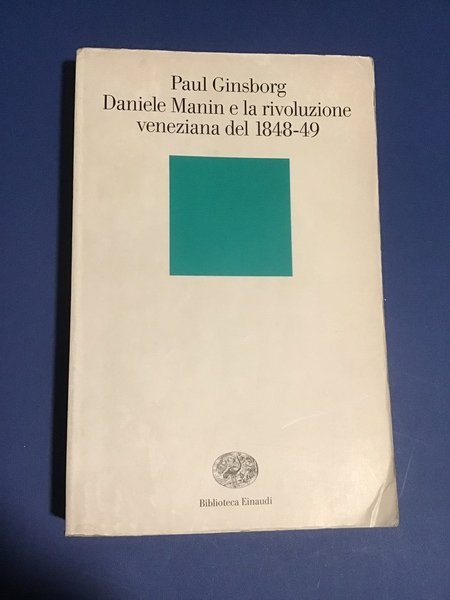 Paul Ginsborg
Daniele Manin e la rivoluzione
veneziana del 1848-49
Biblioteca Einaudi